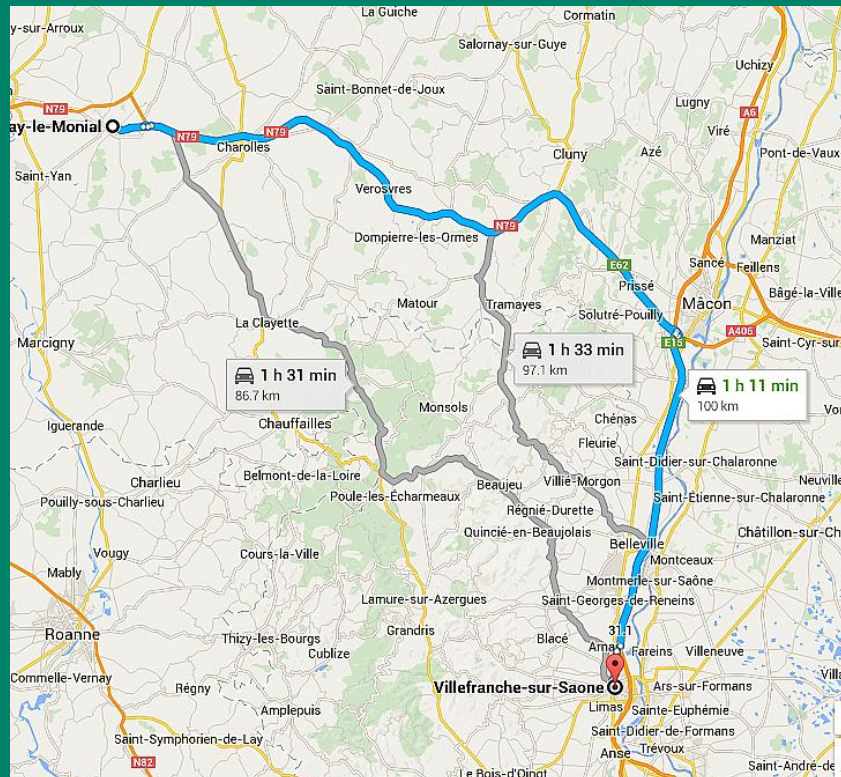 La Guiche
Cormatin
y-sur-Arroux
Salornay-sur-Guye
Uchizy
Saint-Bonnet-de-Joux
Lugny
A6
N79
ay-le-Monial
N79
N79
Viré
Charolles
Cluny
Azé
Pont-de-Vaux
Saint-Yan
Verosvres
N79
Dompierre-les-Ormes
Manziat
E62
Sancé
Feillens
Prissé
Matour
Tramayes
Mâcon
Bâgé-la-Ville
Solutré-Pouilly
La Clayette
A406
Marcigny
E15
Saint-Cyr-su
1 h 33 min
97.1 km
1 h 31 min
86.7 km
1 h 11 min
100 km
Monsols
Chénas
Iguerande
Chauffailles
Fleurie
Saint-Didier-sur-Chalaronne
Belmont-de-la-Loire
Charlieu
Beaujeu
Villié-Morgon
Neuville
Poule-les-Écharmeaux
Saint-Étienne-sur-Chalaronne
Pouilly-sous-Charlieu
Régnié-Durette
Quincié-en-Beaujolais
Châtillon-sur-Ch
Vougy
Cours-la-Ville
Belleville
Montceaux
Mably
Montmerle-sur-Saône
Lamure-sur-Azergues
Saint-Georges-de-Reneins
Roanne
Thizy-les-Bourgs
Grandris
Blacé
31.1
Cublize
Arnas
Fareins
Villeneuve
Commelle-Vernay
Villefranche-sur-Saone
Ars-sur-Formans
Régny
Limas
Sainte-Euphémie
Amplepuis
Saint-Didier-de-Formans
Saint-Symphorien-de-Lay
Anse
Trévoux
N82
Le Bois-d'Oingt
Saint-André-de